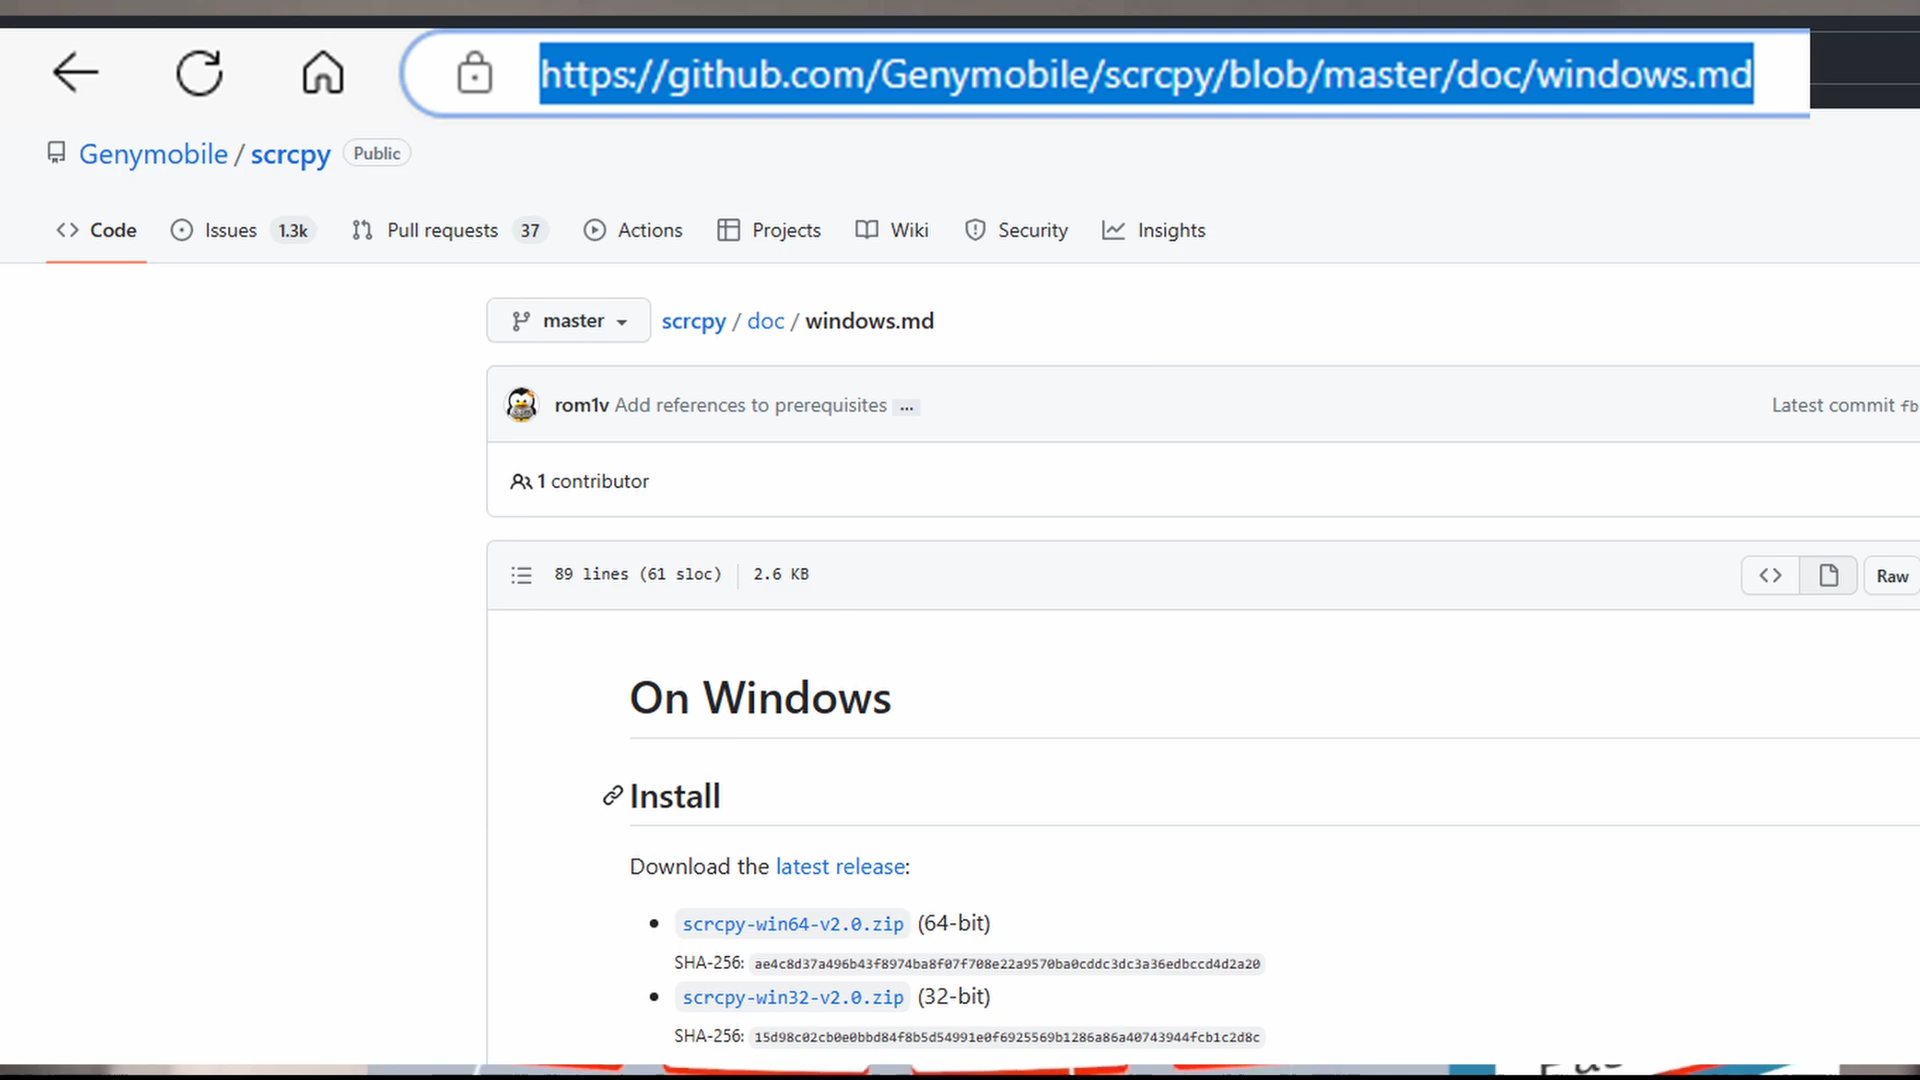 https://github.com/Genymobile/scrcpy/blob/master/doc/windows.md
Genymobile / scrcpy Public
Code Issues 1.3k Pull requests 37 Actions Projects Wiki Security Insights
master scrcpy / doc / windows.md
rom1v Add references to prerequisites ... Latest commit fb
1 contributor
89 lines (61 sloc) 2.6 KB Raw
On Windows
Install
Download the latest release:
scrcpy-win64-v2.0.zip (64-bit)
SHA-256: ae4c8d37a496b43f8974ba8f07f708e22a9570ba0cddc3dc3a36edbccd4d2a20
scrcpy-win32-v2.0.zip (32-bit)
SHA-256: 15d98c02cb0e0bbd84f8b5d54991e0f6925569b1286a86a40743944fcb1c2d8c